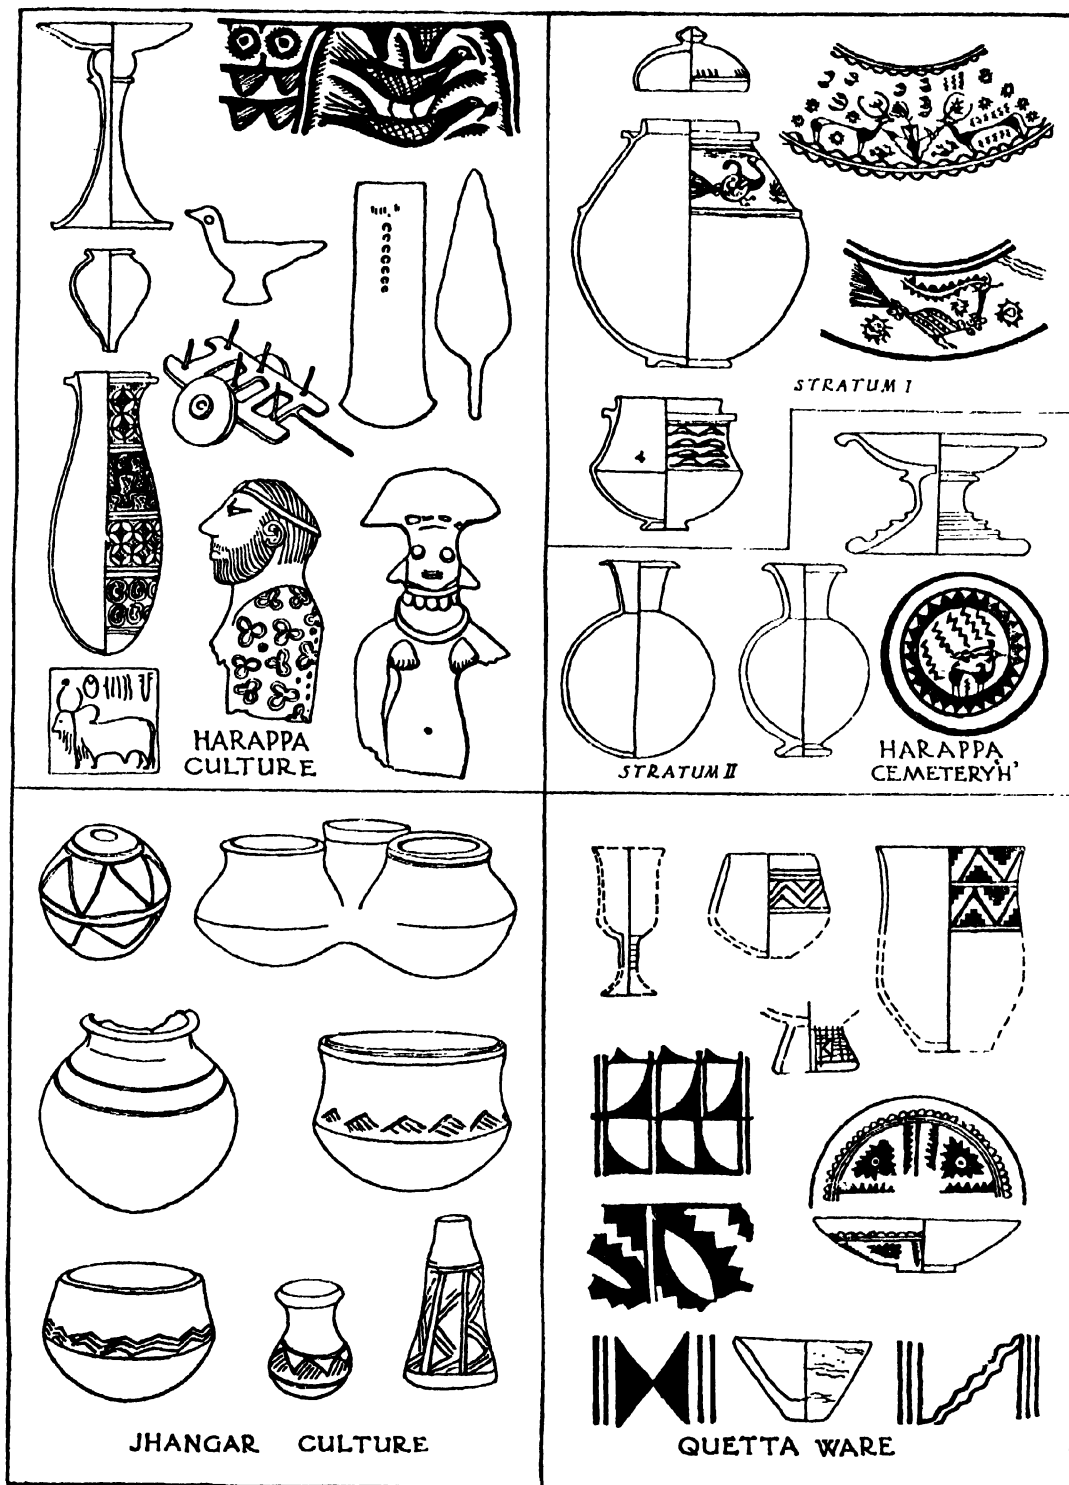 HARAPPA
CULTURE
STRATUM I
STRATUM II
HARAPPA
CEMETERY 'H'
JHANGAR CULTURE
QUETTA WARE